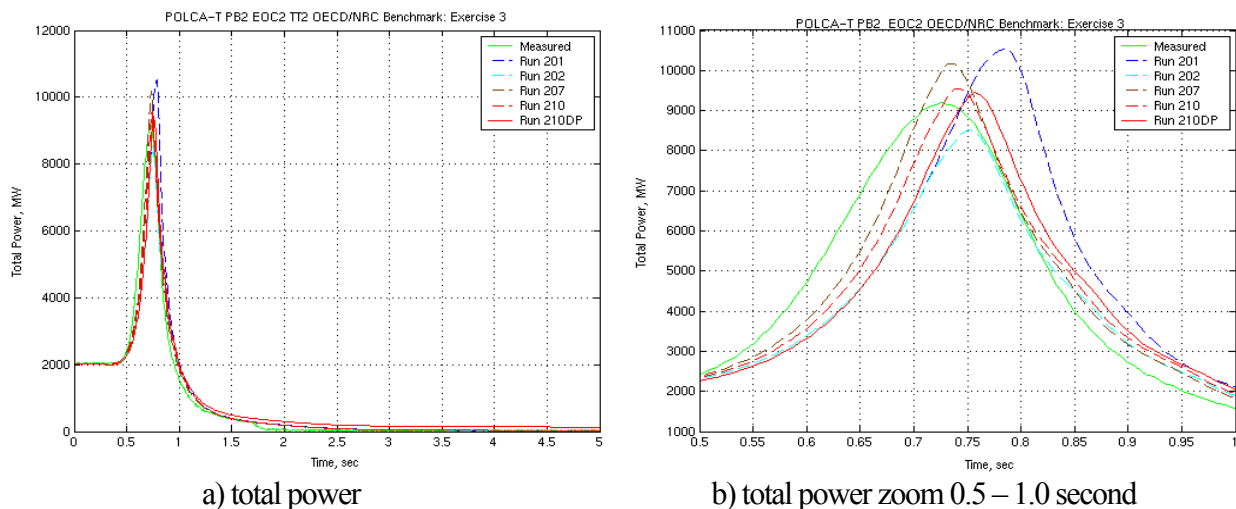 POLCA-T PB2 EOC2 TT2 OECD/NRC Benchmark: Exercise 3
12000
10000
8000
6000
4000
2000
0
Total Power, MW
0
0.5
1
1.5
2
2.5
3
3.5
4
4.5
5
Time, sec
Measured
Run 201
Run 202
Run 207
Run 210
Run 210DP
a) total power
POLCA-T PB2 EOC2 OECD/NRC Benchmark: Exercise 3
11000
10000
9000
8000
7000
6000
5000
4000
3000
2000
1000
Total Power, MW
0.5
0.55
0.6
0.65
0.7
0.75
0.8
0.85
0.9
0.95
1
Time, sec
Measured
Run 201
Run 202
Run 207
Run 210
Run 210DP
b) total power zoom 0.5 – 1.0 second